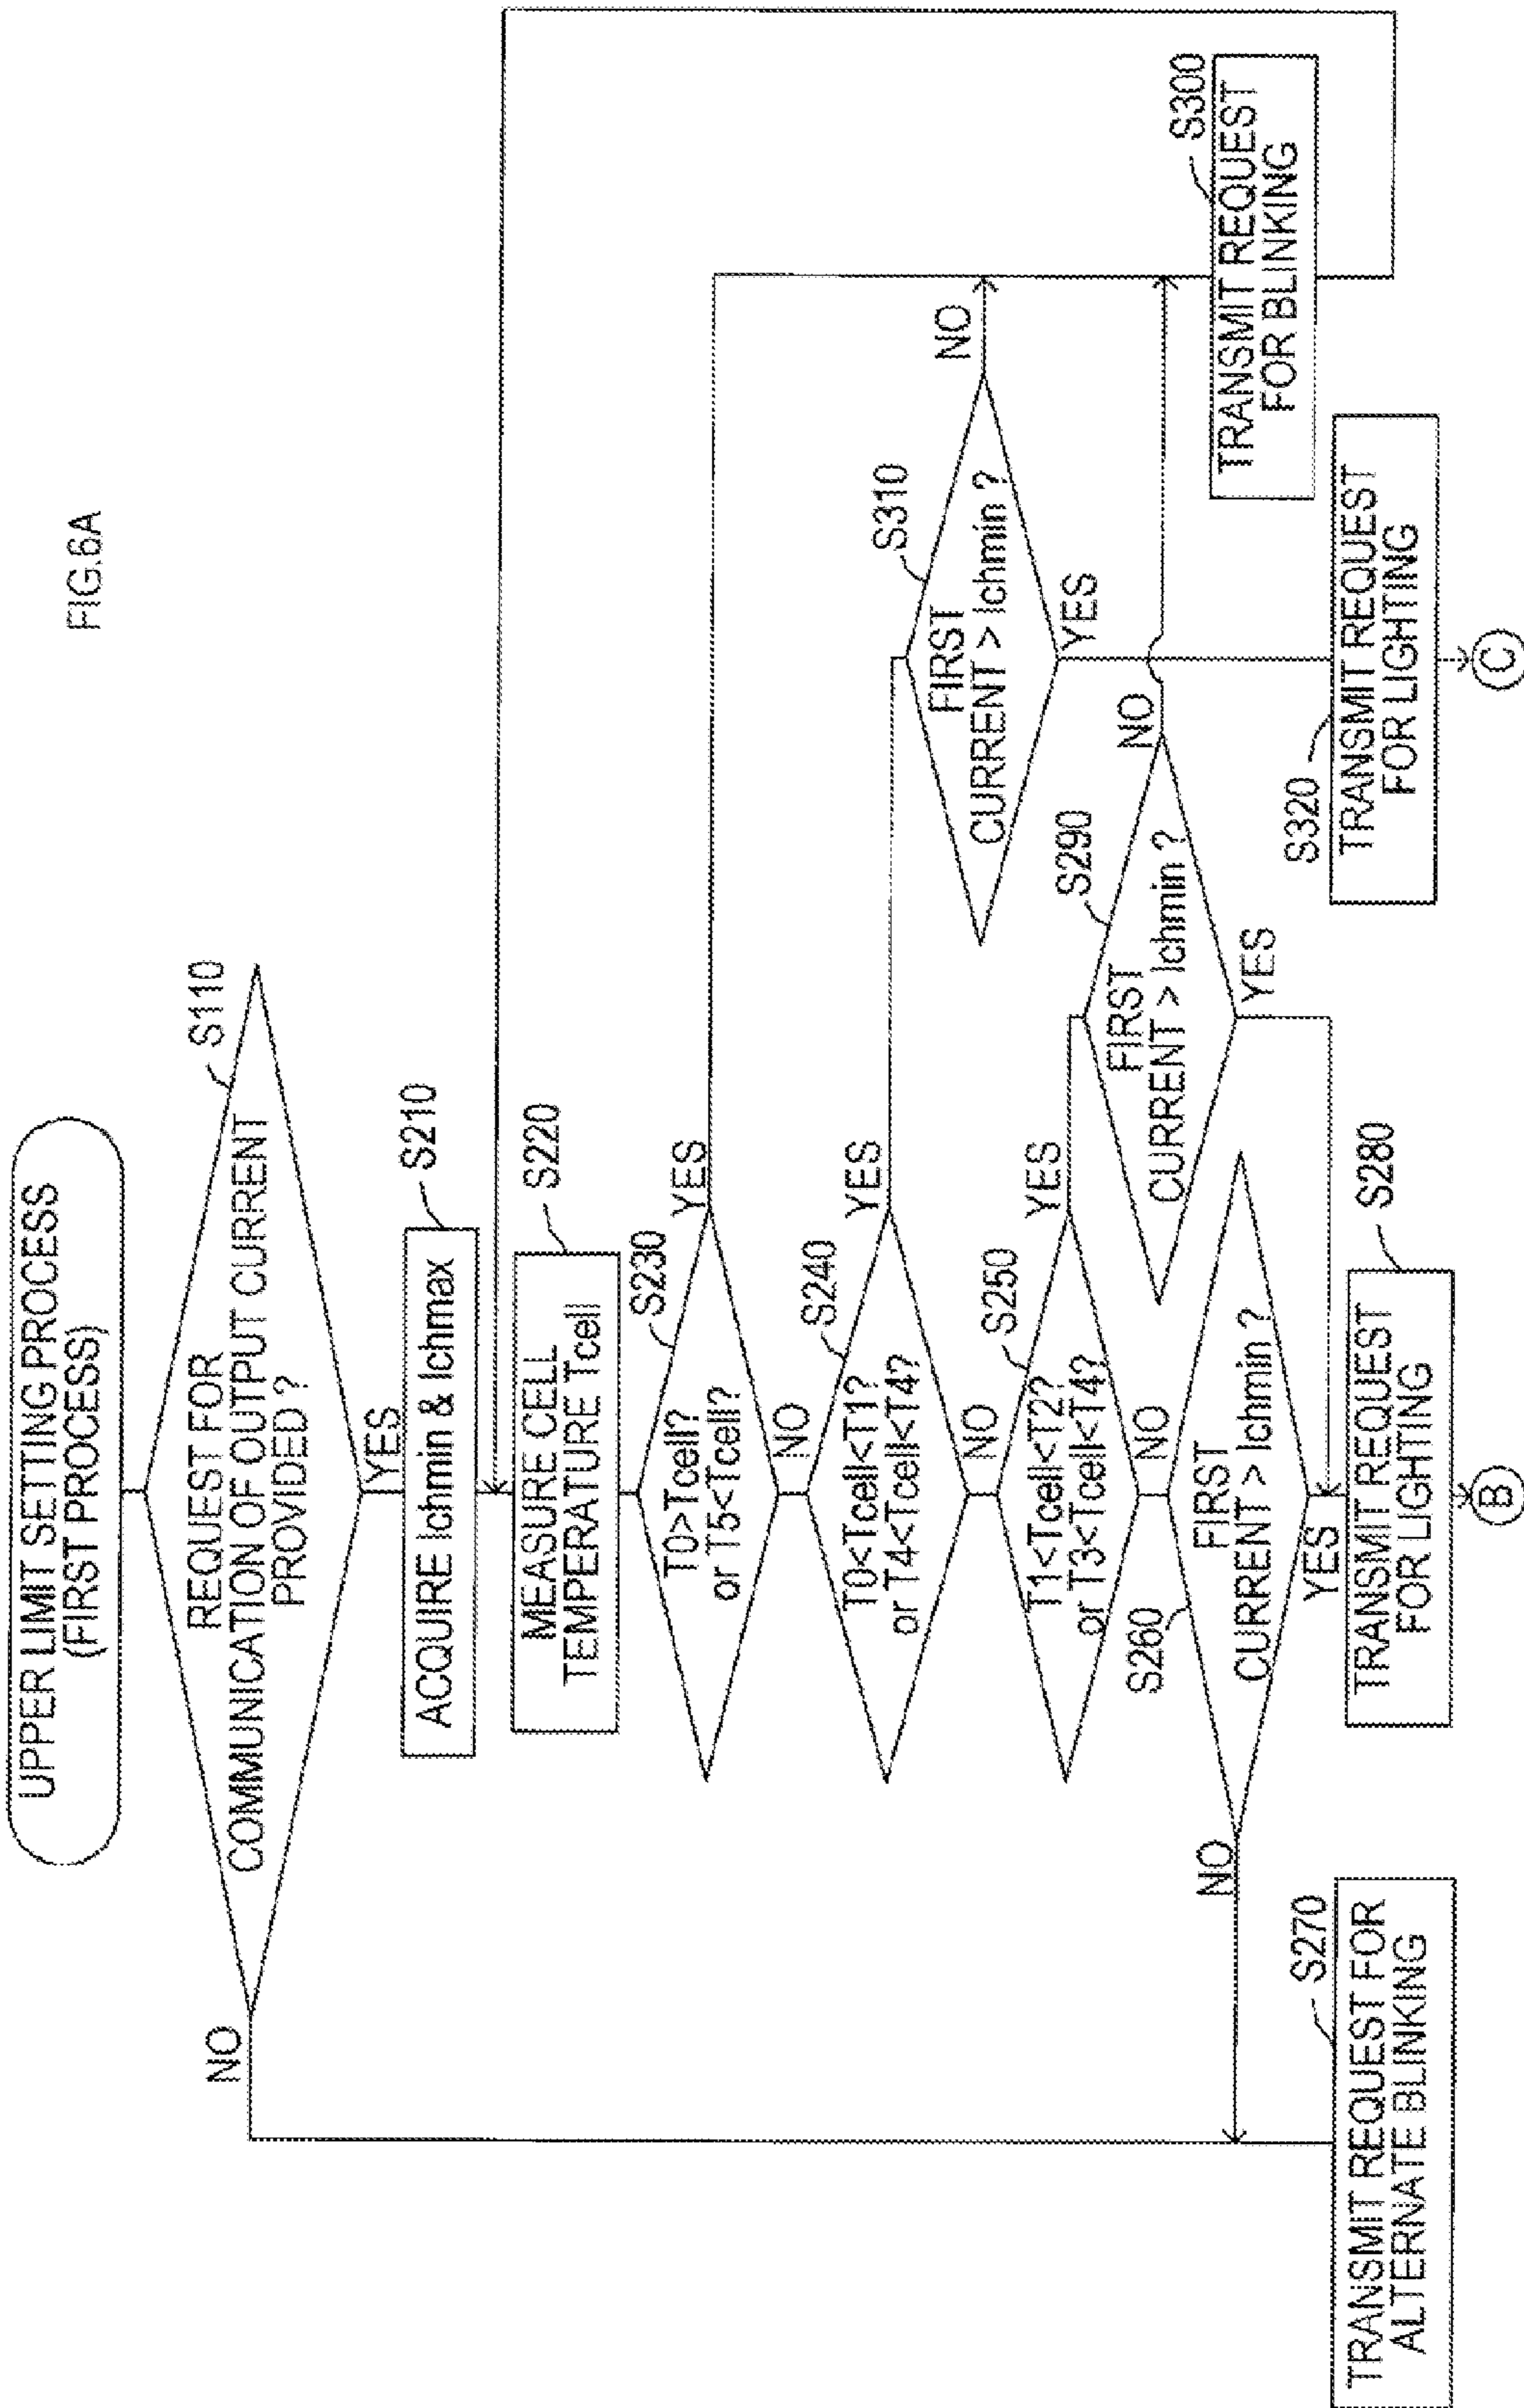 FIG.6A
UPPER LIMIT SETTING PROCESS
(FIRST PROCESS)
S110
REQUEST FOR
COMMUNICATION OF OUTPUT CURRENT
PROVIDED ?
NO
YES
S210
ACQUIRE Ichmin & Ichmax
S220
MEASURE CELL
TEMPERATURE Tcell
S230
T0>Tcell?
or T5<Tcell?
YES
NO
S240
T0<Tcell<T1?
or T4<Tcell<T4?
YES
NO
S250
T1<Tcell<T2?
or T3<Tcell<T4?
YES
NO
S260
FIRST
CURRENT > Ichmin ?
NO
YES
S270
TRANSMIT REQUEST FOR
ALTERNATE BLINKING
S280
TRANSMIT REQUEST
FOR LIGHTING
B
S290
FIRST
CURRENT > Ichmin ?
NO
YES
S310
FIRST
CURRENT > Ichmin ?
NO
YES
S300
TRANSMIT REQUEST
FOR BLINKING
S320
TRANSMIT REQUEST
FOR LIGHTING
C